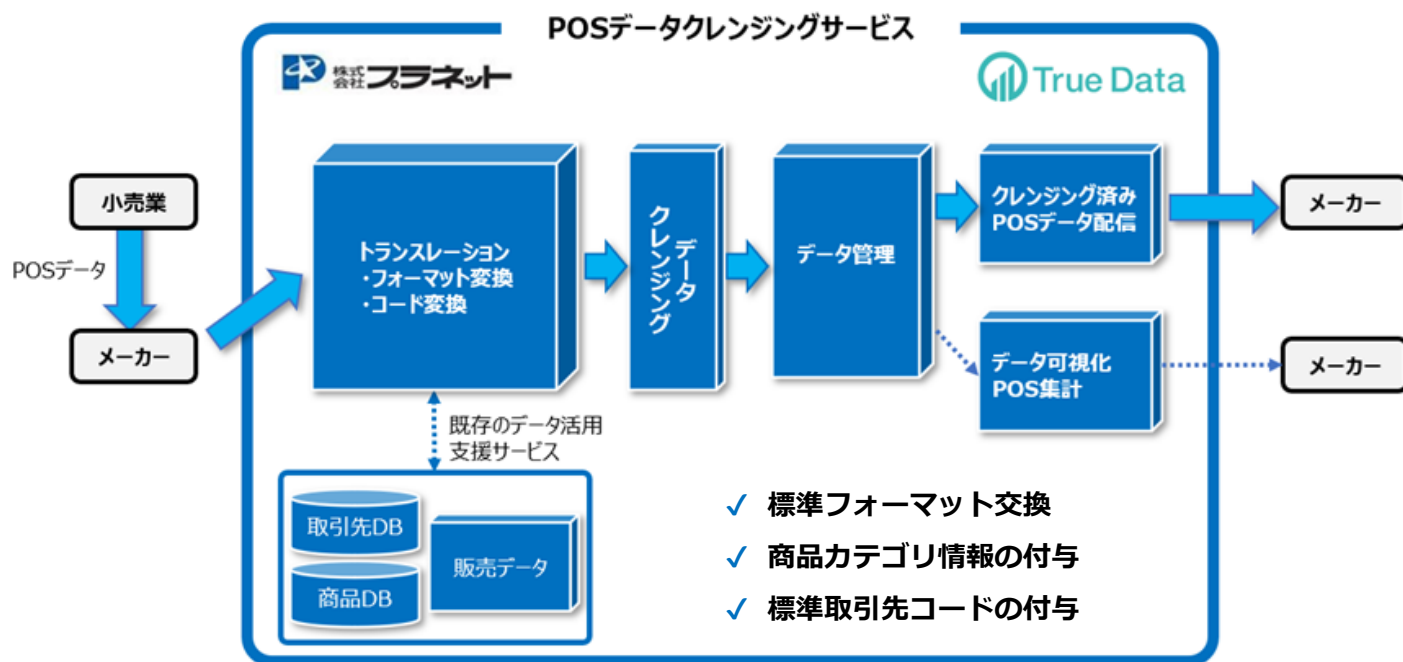 POSデータクレンジングサービス
株式会社プラネット
True Data
小売業
POSデータ
メーカー
トランスレーション
・フォーマット変換
・コード変換
データ
クレンジング
データ管理
クレンジング済み
POSデータ配信
メーカー
データ可視化
POS集計
メーカー
既存のデータ活用
支援サービス
取引先DB
商品DB
販売データ
✓ 標準フォーマット交換
✓ 商品カテゴリ情報の付与
✓ 標準取引先コードの付与